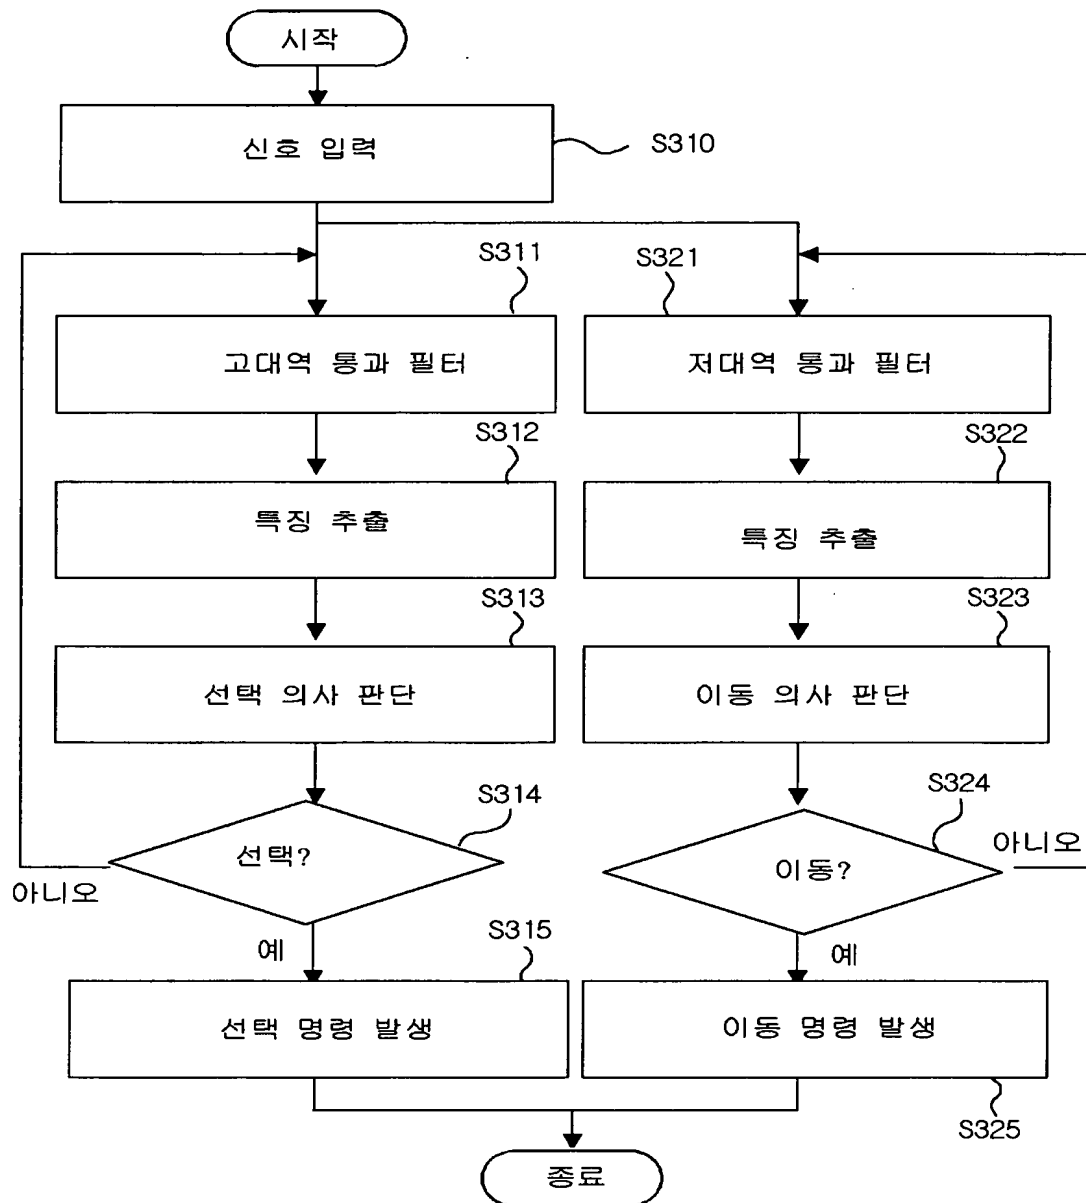 시작
신호 입력
S310
S311
S321
고대역 통과 필터
저대역 통과 필터
S312
S322
특징 추출
특징 추출
S313
S323
선택 의사 판단
이동 의사 판단
S314
S324
선택?
이동?
아니오
아니오
예
예
S315
선택 명령 발생
이동 명령 발생
S325
종료